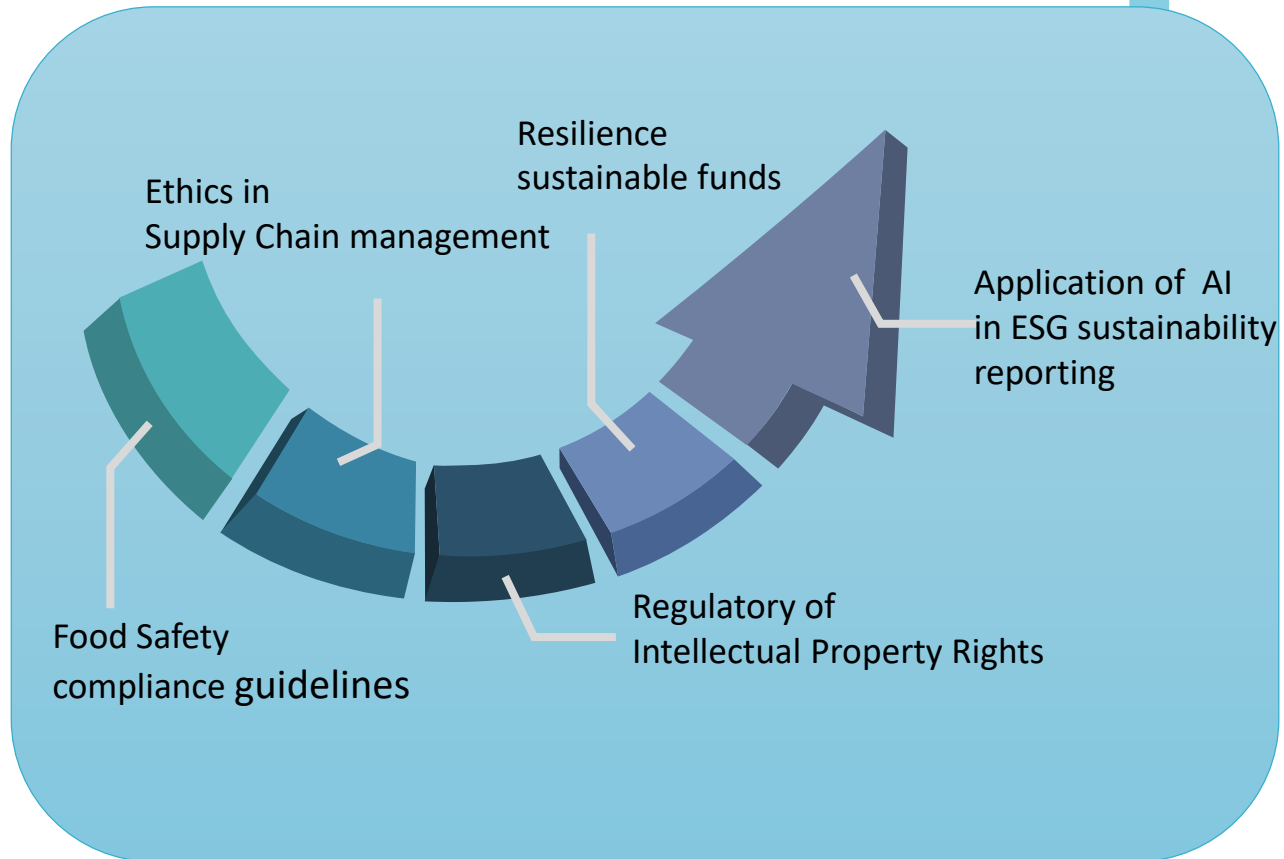 Resilience
sustainable funds
Ethics in
Supply Chain management
Application of  AI
in ESG sustainability
reporting
Regulatory of
Intellectual Property Rights
Food Safety
compliance guidelines